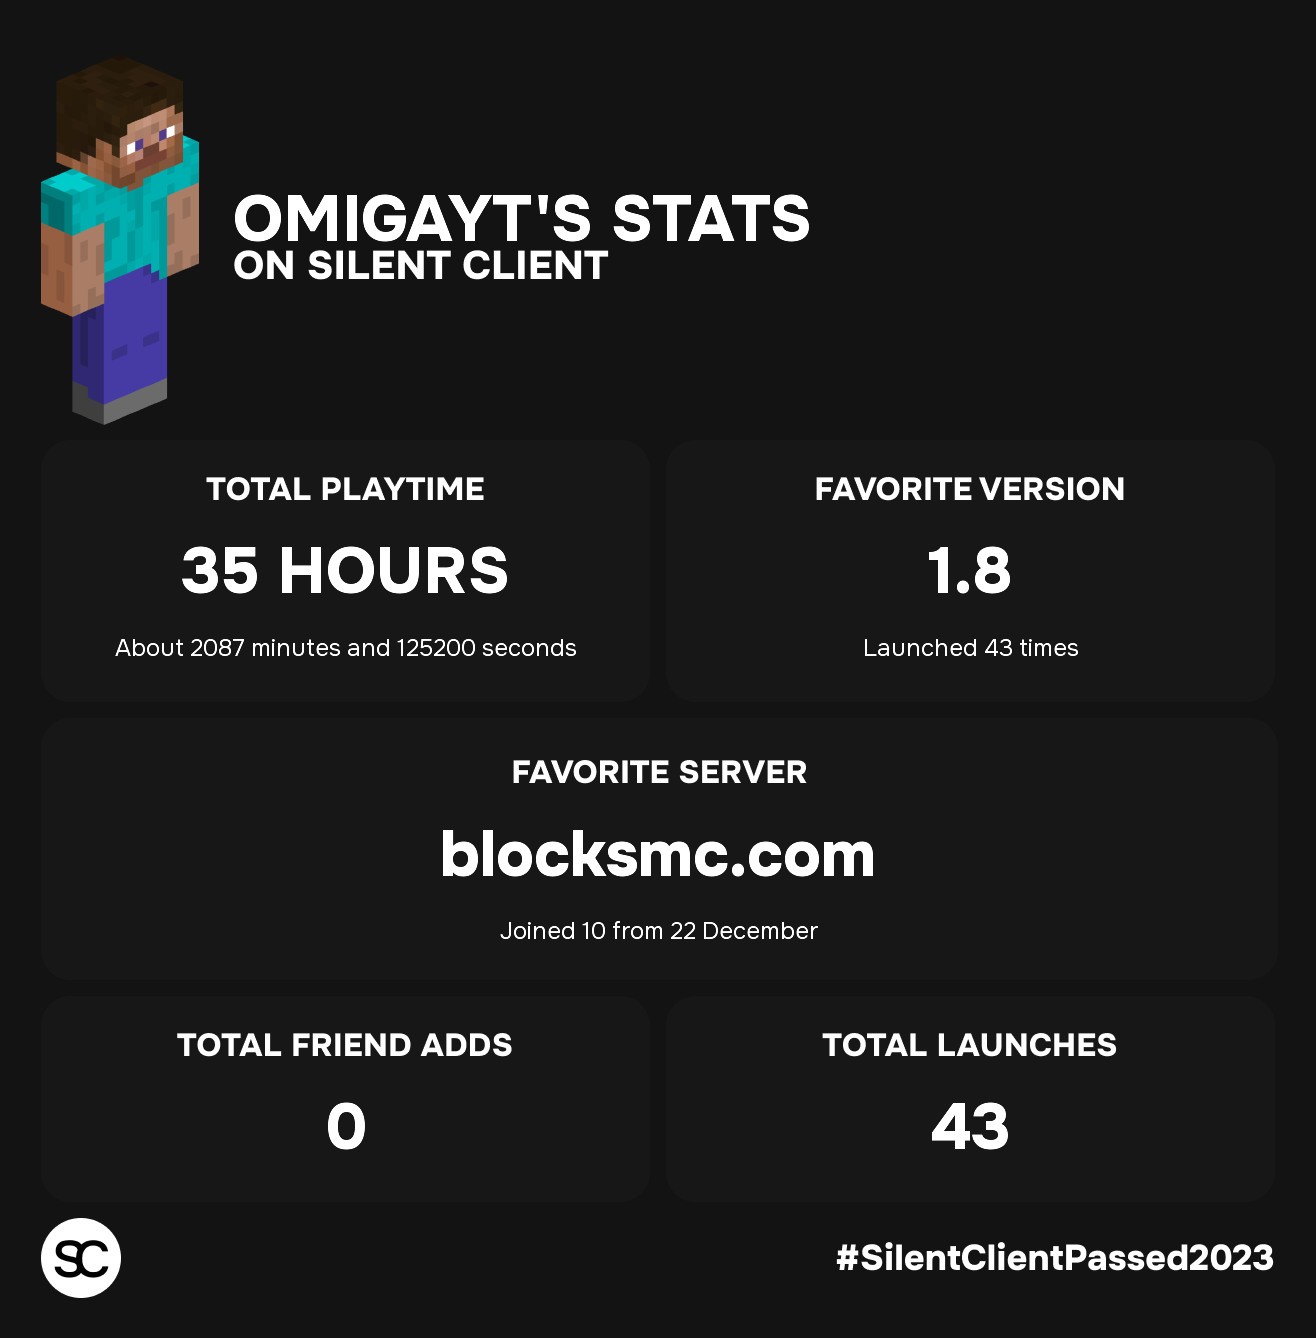 OMIGAYT'S STATS
ON SILENT CLIENT
TOTAL PLAYTIME
35 HOURS
About 2087 minutes and 125200 seconds
FAVORITE VERSION
1.8
Launched 43 times
FAVORITE SERVER
blocksmc.com
Joined 10 from 22 December
TOTAL FRIEND ADDS
0
TOTAL LAUNCHES
43
SC
#SilentClientPassed2023